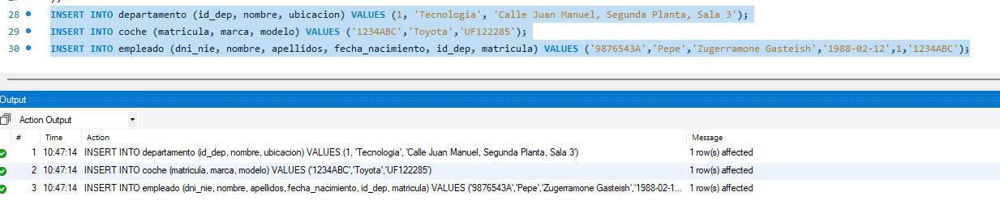 );
28 INSERT INTO departamento (id_dep, nombre, ubicacion) VALUES (1, 'Tecnologia', 'Calle Juan Manuel, Segunda Planta, Sala 3');
29 INSERT INTO coche (matricula, marca, modelo) VALUES ('1234ABC','Toyota','UF122285');
30 INSERT INTO empleado (dni_nie, nombre, apellidos, fecha_nacimiento, id_dep, matricula) VALUES ('9876543A','Pepe','Zugerramone Gasteish','1988-02-12',1,'1234ABC');
Output
Action Output
# Time Action Message
1 10:47:14 INSERT INTO departamento (id_dep, nombre, ubicacion) VALUES (1, 'Tecnologia', 'Calle Juan Manuel, Segunda Planta, Sala 3') 1 row(s) affected
2 10:47:14 INSERT INTO coche (matricula, marca, modelo) VALUES ('1234ABC','Toyota','UF122285') 1 row(s) affected
3 10:47:14 INSERT INTO empleado (dni_nie, nombre, apellidos, fecha_nacimiento, id_dep, matricula) VALUES ('9876543A','Pepe','Zugerramone Gasteish','1988-02-1... 1 row(s) affected